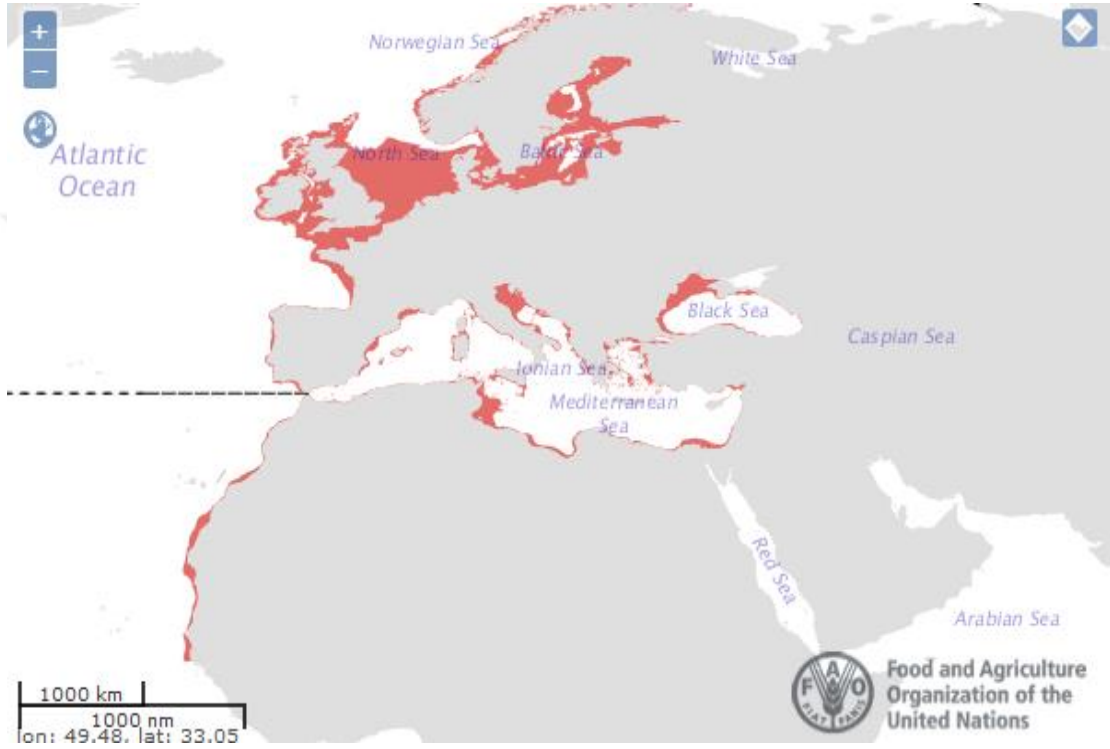 +
−
Norwegian Sea
White Sea
Atlantic
Ocean
North Sea
Baltic Sea
Black Sea
Caspian Sea
Ionian Sea
Mediterranean
Sea
Red Sea
Arabian Sea
1000 km
1000 nm
lon: 49.48, lat: 33.05
F A O
FIAT PANIS
Food and Agriculture
Organization of the
United Nations